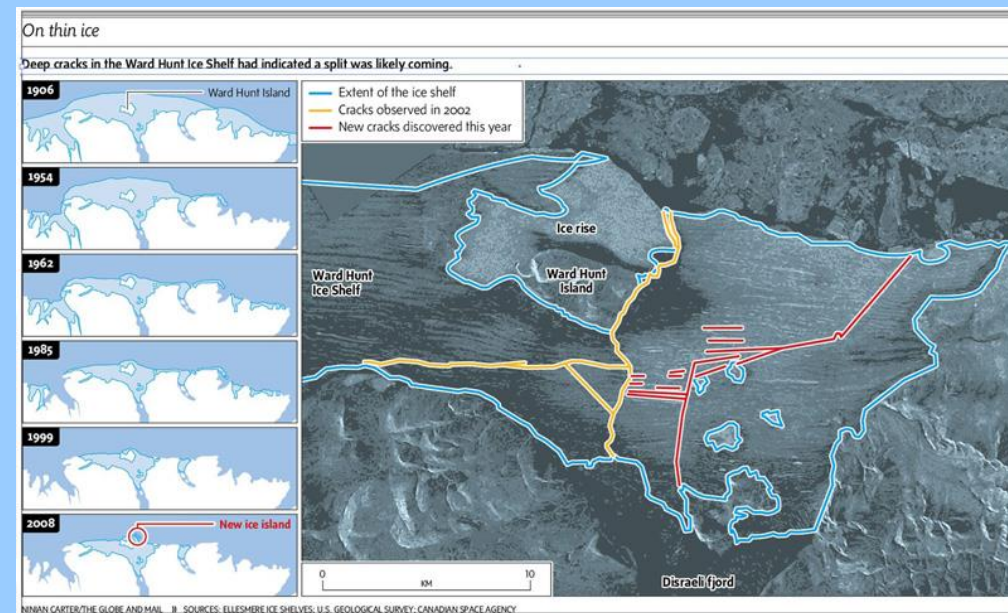 On thin ice
Deep cracks in the Ward Hunt Ice Shelf had indicated a split was likely coming.
1906
Ward Hunt Island
1954
1962
1985
1999
2008
New ice island
Extent of the ice shelf
Cracks observed in 2002
New cracks discovered this year
Ice rise
Ward Hunt
Ice Shelf
Ward Hunt
Island
Disraeli fjord
0
10
KM
NINIAN CARTER/THE GLOBE AND MAIL » SOURCES: ELLESMERE ICE SHELVES; U.S. GEOLOGICAL SURVEY; CANADIAN SPACE AGENCY